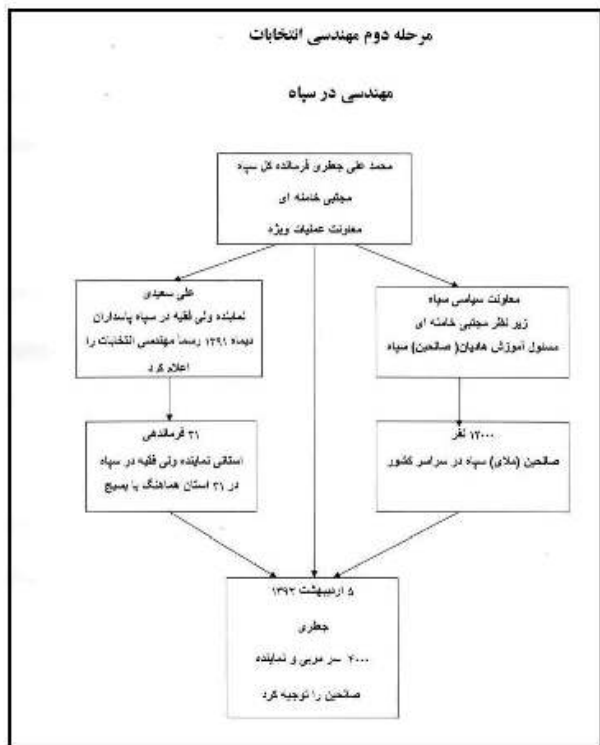 مرحله دوم مهندسی انتخابات
مهندسی در سپاه
محمد علی جعفری فرمانده کل سپاه
مجتبی خامنه ای
معاونت عملیات ویژه
علی سعیدی
نماینده ولی فقیه در سپاه پاسداران
دیماه ۱۳۹۱ رسماً مهندسی انتخابات را
اعلام کرد
معاونت سیاسی سپاه
زیر نظر مجتبی خامنه ای
مسئول آموزش هادیان( صالحین) سپاه
۳۱ فرماندهی
استانی نماینده ولی فقیه در سپاه
در ۳۱ استان هماهنگ با بسیج
۱۲۰۰۰ نفر
صالحین (ملای) سپاه در سراسر کشور
۵ اردیبهشت ۱۳۹۲
جعفری
سر مربی و نماینده
صالحین را توجیه کرد